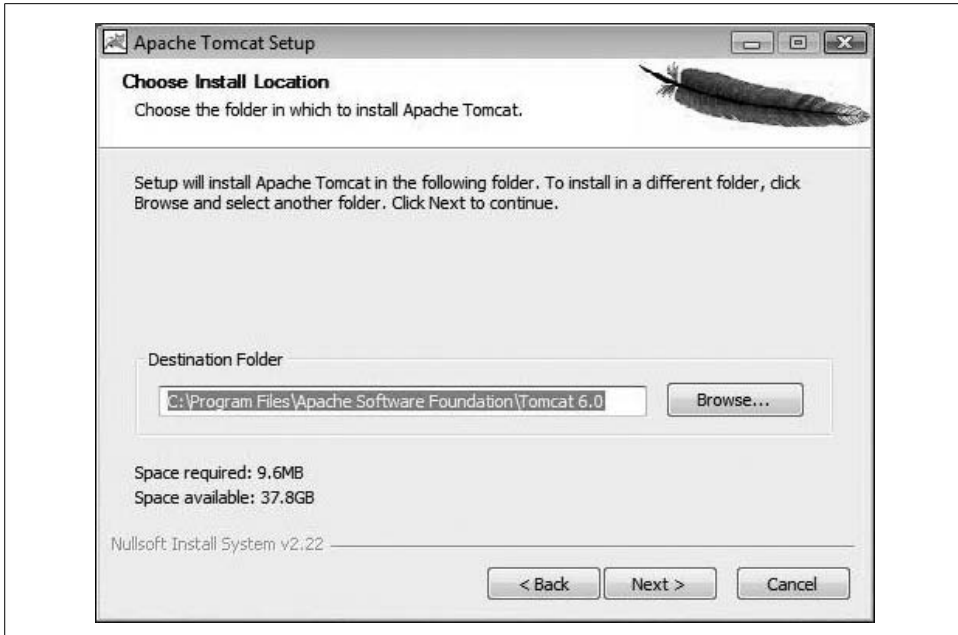 Apache Tomcat Setup
Choose Install Location
Choose the folder in which to install Apache Tomcat.
Setup will install Apache Tomcat in the following folder. To install in a different folder, click
Browse and select another folder. Click Next to continue.
Destination Folder
C:\Program Files\Apache Software Foundation\Tomcat 6.0
Browse...
Space required: 9.6MB
Space available: 37.8GB
Nullsoft Install System v2.22
< Back
Next >
Cancel